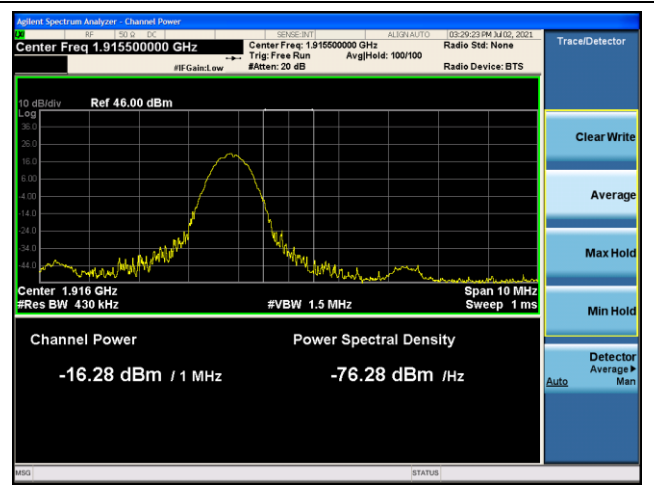 Agilent Spectrum Analyzer - Channel Power
RF 50 Ω DC SENSE:INT ALIGN AUTO 03:29:23 PM Jul 02, 2021
Center Freq 1.915500000 GHz Center Freq: 1.915500000 GHz Radio Std: None
Trig: Free Run Avg|Hold: 100/100
#IFGain:Low #Atten: 20 dB Radio Device: BTS
Trace/Detector
10 dB/div Ref 46.00 dBm
Log
36.0
26.0
16.0
6.00
-4.00
-14.0
-24.0
-34.0
-44.0
Center 1.916 GHz Span 10 MHz
#Res BW 430 kHz #VBW 1.5 MHz Sweep 1 ms
Channel Power Power Spectral Density
-16.28 dBm / 1 MHz -76.28 dBm /Hz
Clear Write
Average
Max Hold
Min Hold
Detector
Average
Auto Man
MSG STATUS